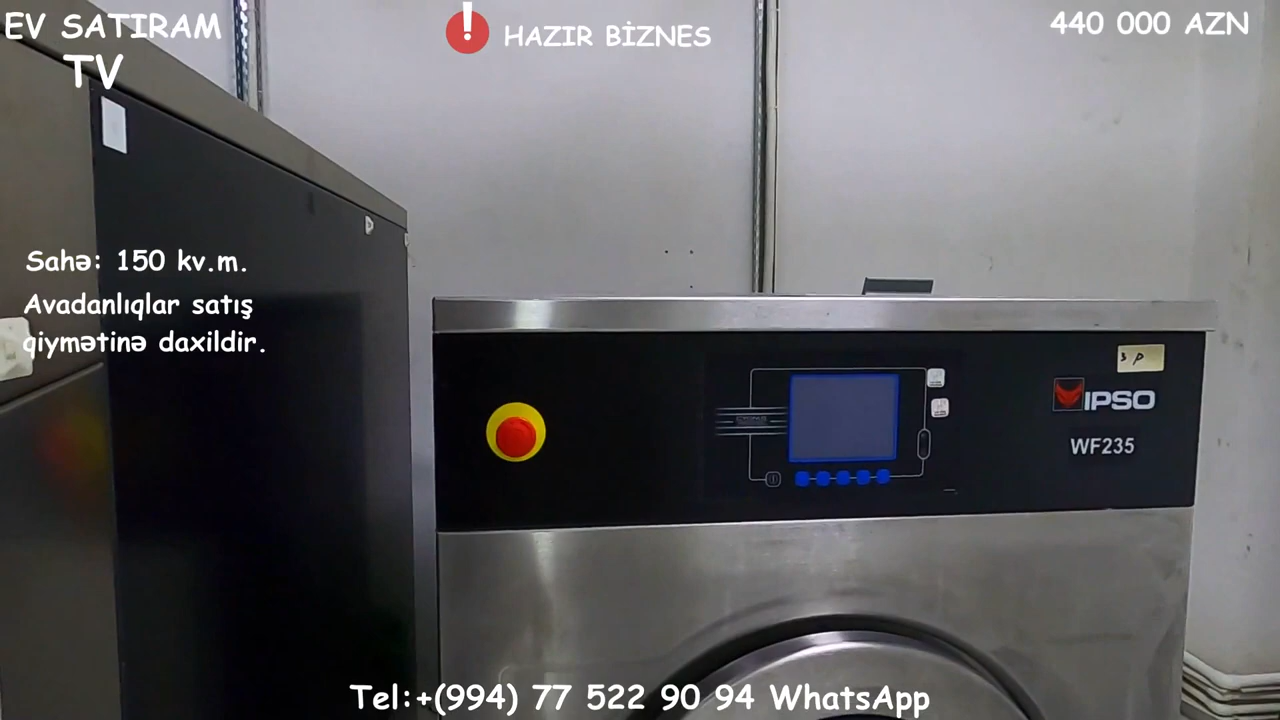 EV SATIRAM
TV
HAZIR BİZNES
440 000 AZN
Sahə: 150 kv.m.
Avadanlıqlar satış
qiymətinə daxildir.
3 P
IPSO
WF235
Tel:+(994) 77 522 90 94 WhatsApp